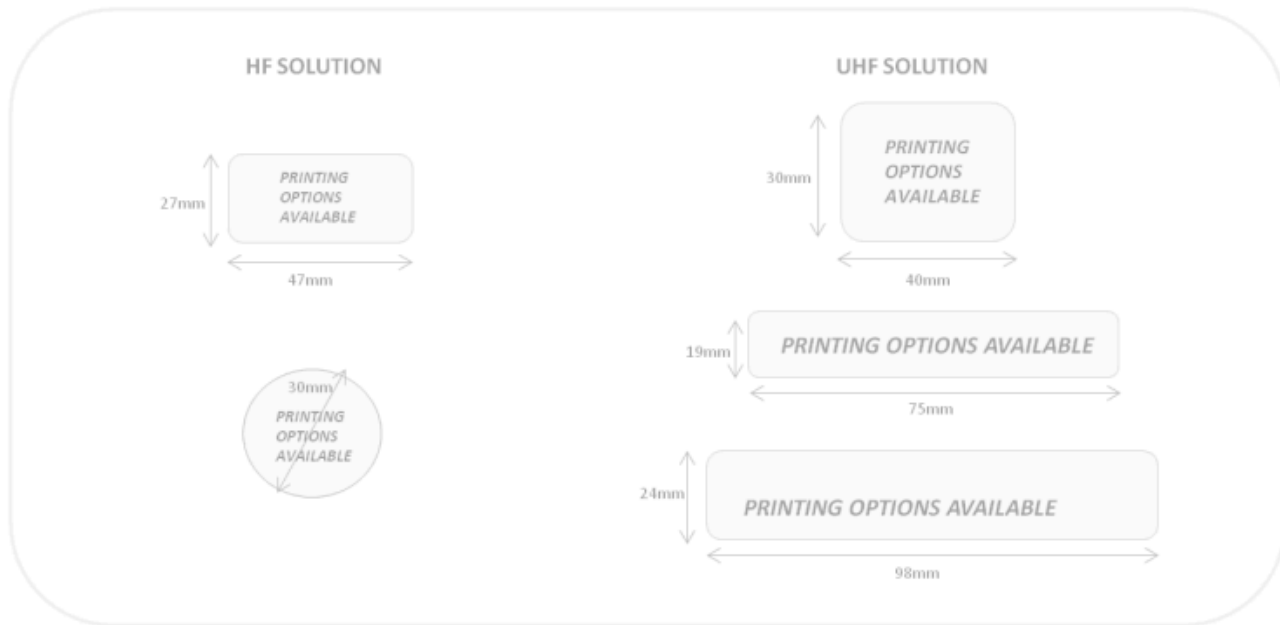 HF SOLUTION
27mm
PRINTING
OPTIONS
AVAILABLE
47mm
30mm
PRINTING
OPTIONS
AVAILABLE
UHF SOLUTION
30mm
PRINTING
OPTIONS
AVAILABLE
40mm
19mm
PRINTING OPTIONS AVAILABLE
75mm
24mm
PRINTING OPTIONS AVAILABLE
98mm